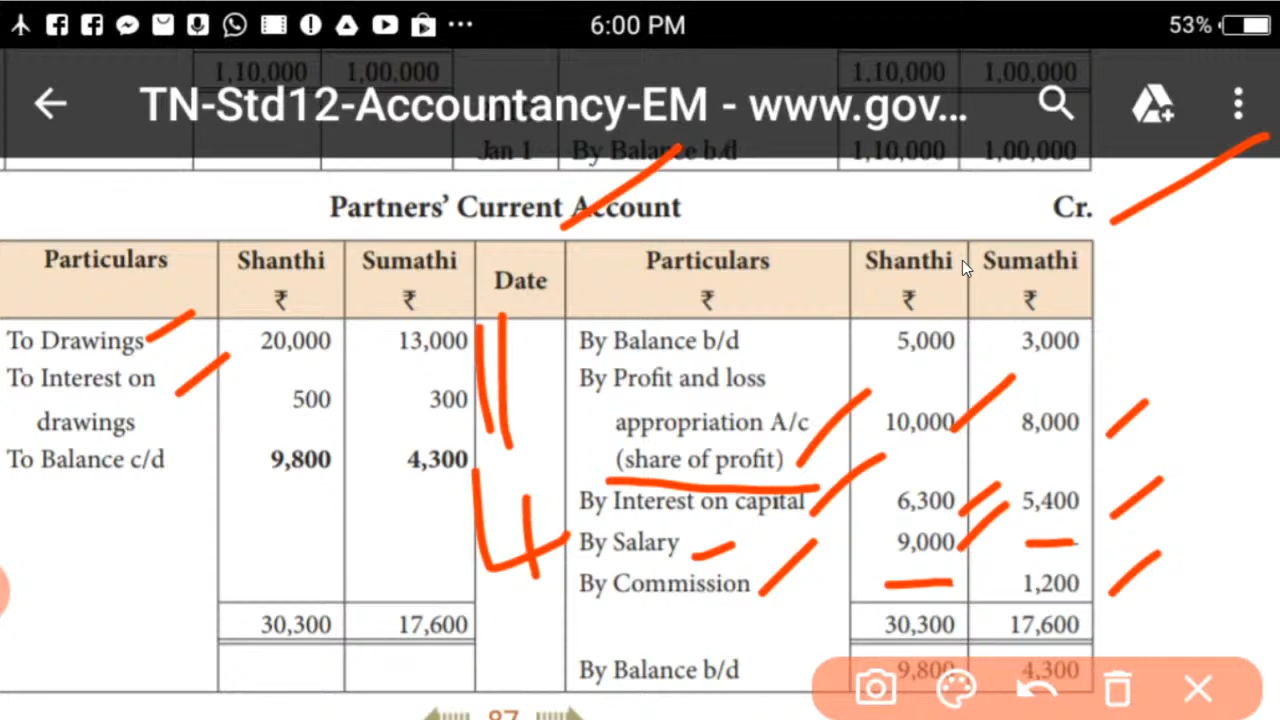 6:00 PM 53%
1,10,000 1,00,000 1,10,000 1,00,000
TN-Std12-Accountancy-EM - www.gov...
Jan 1 By Balance b/d 1,10,000 1,00,000
Partners’ Current Account Cr.
Particulars Shanthi Sumathi Date Particulars Shanthi Sumathi
₹ ₹ ₹ ₹ ₹
To Drawings 20,000 13,000 By Balance b/d 5,000 3,000
To Interest on By Profit and loss
drawings 500 300 appropriation A/c 10,000 8,000
To Balance c/d 9,800 4,300 (share of profit)
By Interest on capital 6,300 5,400
4
By Salary 9,000
By Commission 1,200
30,300 17,600 30,300 17,600
By Balance b/d 9,800 4,300
87